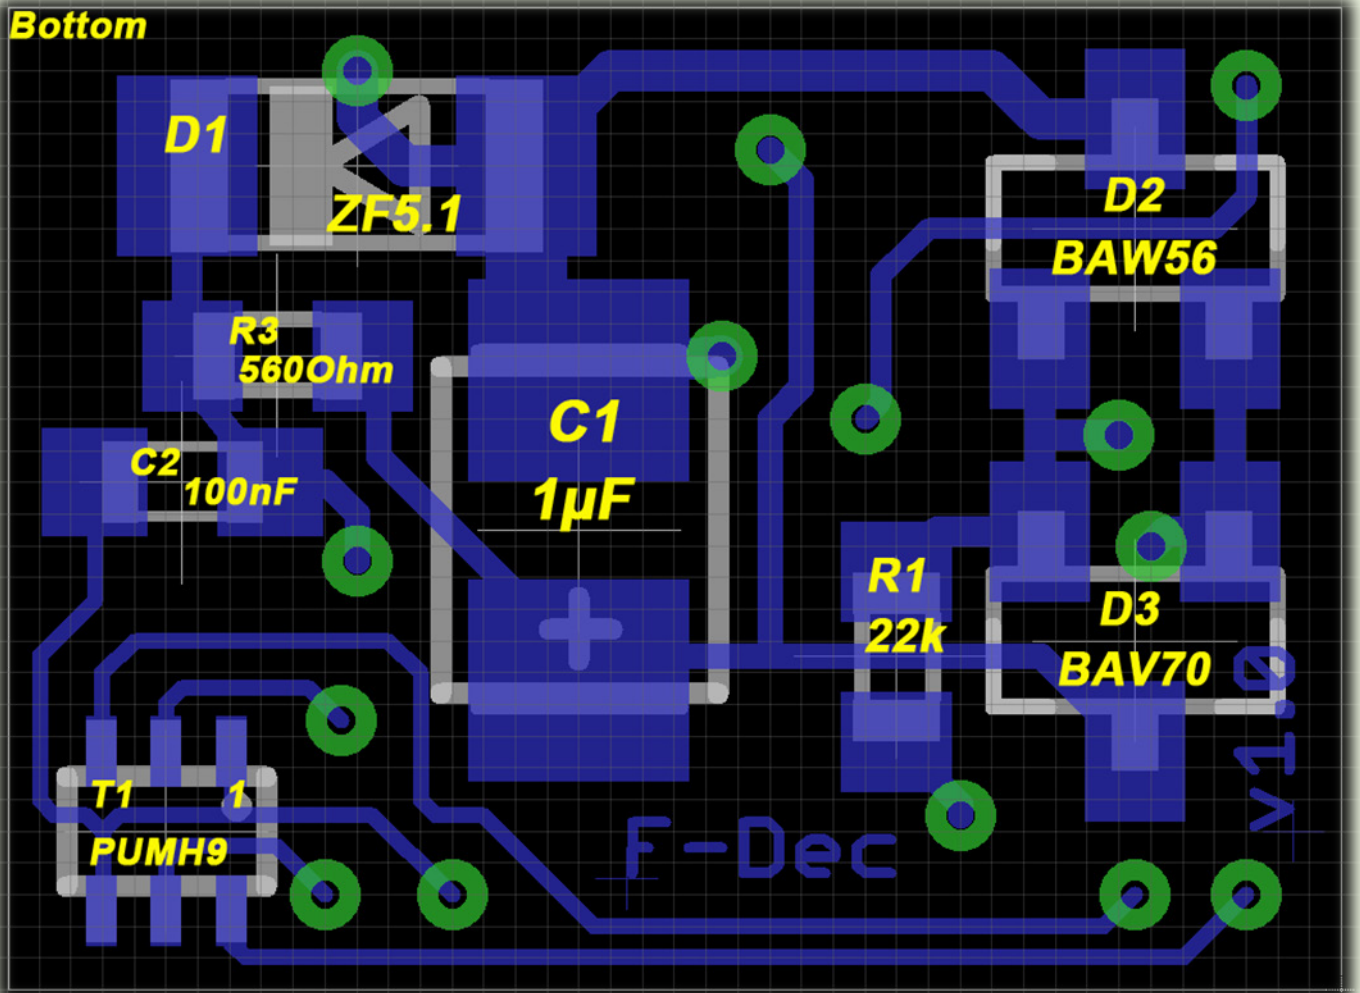 Bottom
D1
ZF5.1
D2
BAW56
R3
560Ohm
C1
1µF
C2
100nF
R1
22k
D3
BAV70
v1.0
T1 1
PUMH9
F-Dec